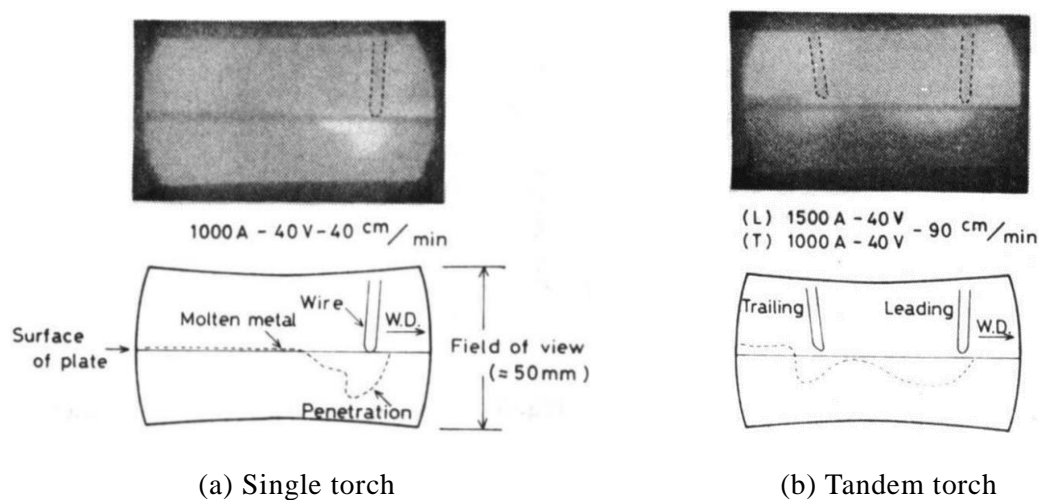 1000 A - 40 V - 40 cm/min
(L) 1500 A - 40 V
(T) 1000 A - 40 V
- 90 cm/min
Wire
W.D.
Molten metal
Surface
of plate
Penetration
Field of view
(≈ 50 mm)
Trailing
Leading
W.D.
(a) Single torch
(b) Tandem torch